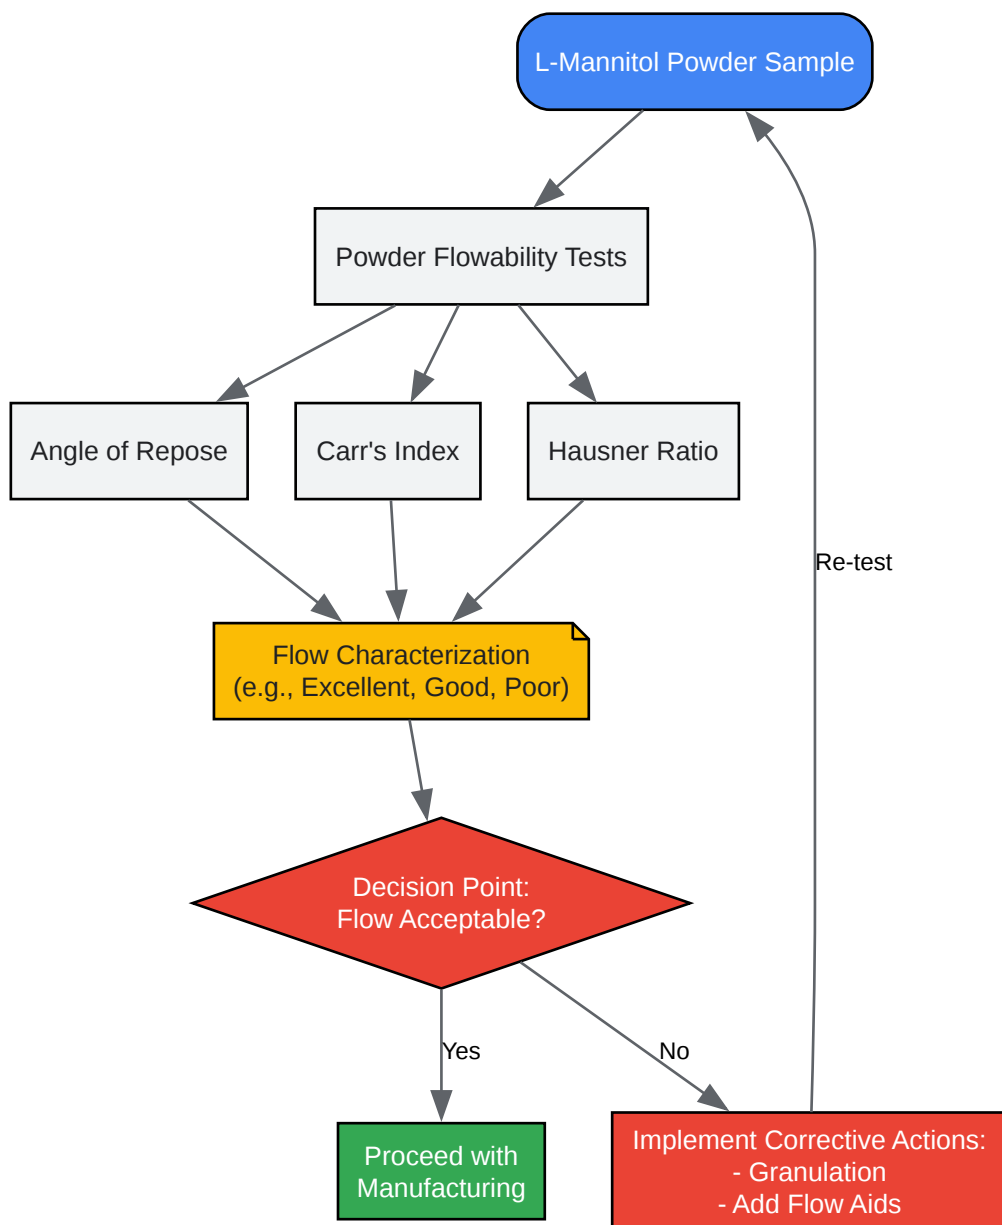 L-Mannitol Powder Sample
Powder Flowability Tests
Angle of Repose
Carr's Index
Hausner Ratio
Re-test
Flow Characterization
(e.g., Excellent, Good, Poor)
Decision Point:
Flow Acceptable?
Yes
No
Proceed with
Manufacturing
Implement Corrective Actions:
- Granulation
- Add Flow Aids